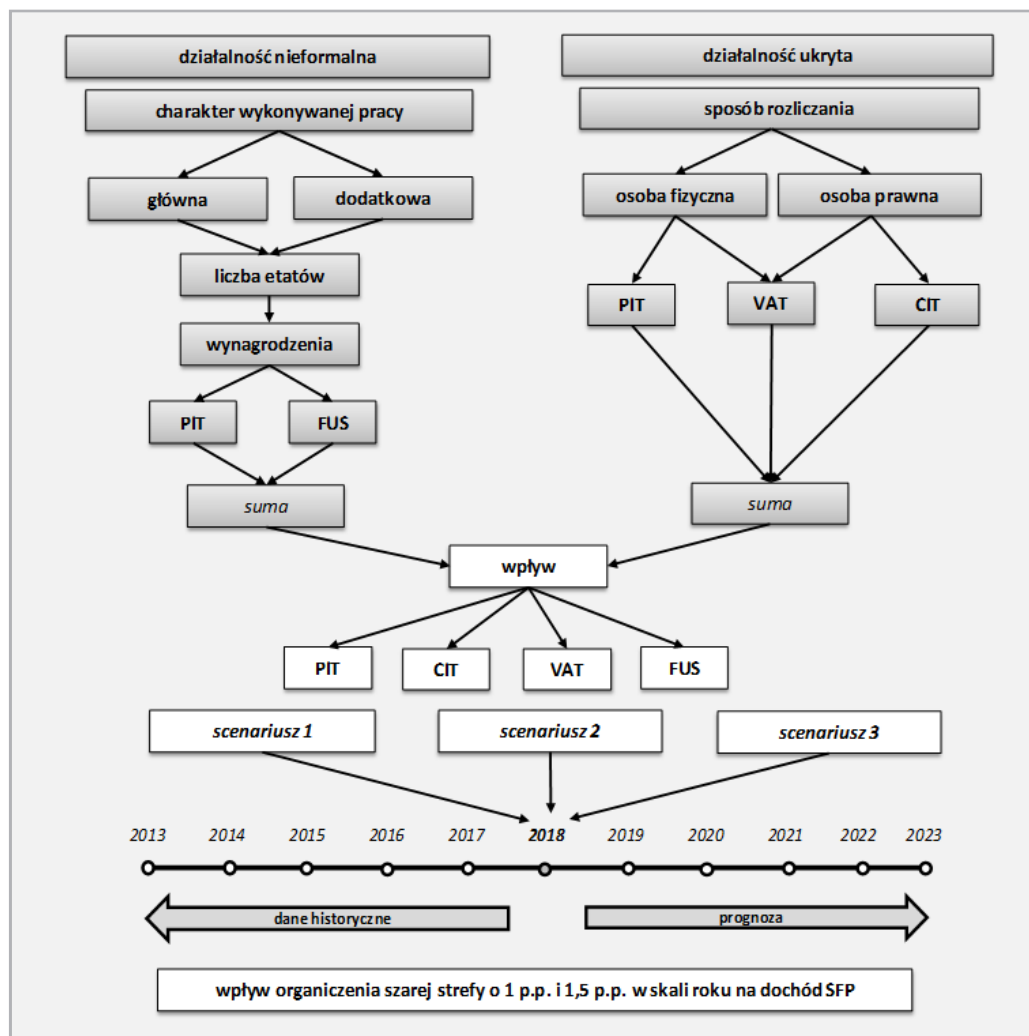 działalność nieformalna
działalność ukryta
charakter wykonywanej pracy
sposób rozliczania
główna
dodatkowa
osoba fizyczna
osoba prawna
liczba etatów
PIT
VAT
CIT
wynagrodzenia
PIT
FUS
suma
suma
wpływ
PIT
CIT
VAT
FUS
scenariusz 1
scenariusz 2
scenariusz 3
2013 2014 2015 2016 2017 2018 2019 2020 2021 2022 2023
dane historyczne
prognoza
wpływ organiczenia szarej strefy o 1 p.p. i 1,5 p.p. w skali roku na dochód SFP